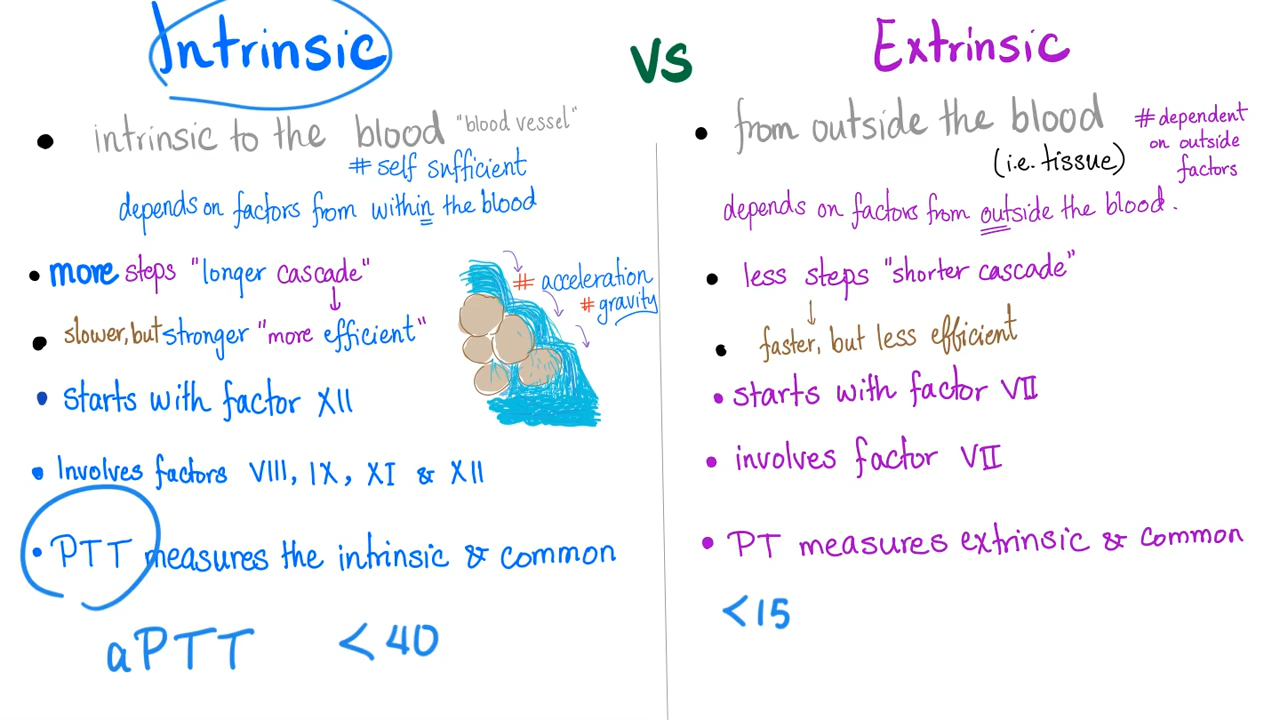 Intrinsic
vs
Extrinsic
• intrinsic to the blood "blood vessel"
# self sufficient
depends on factors from within the blood
• more steps "longer cascade"
• slower, but stronger "more efficient"
# acceleration
# gravity
• starts with factor XII
• Involves factors VIII, IX, XI & XII
• PTT measures the intrinsic & common
aPTT <40
• from outside the blood
(i.e. tissue)
# dependent
on outside
factors
depends on factors from outside the blood.
• less steps "shorter cascade"
• faster, but less efficient
• starts with factor VII
• involves factor VII
• PT measures extrinsic & common
<15